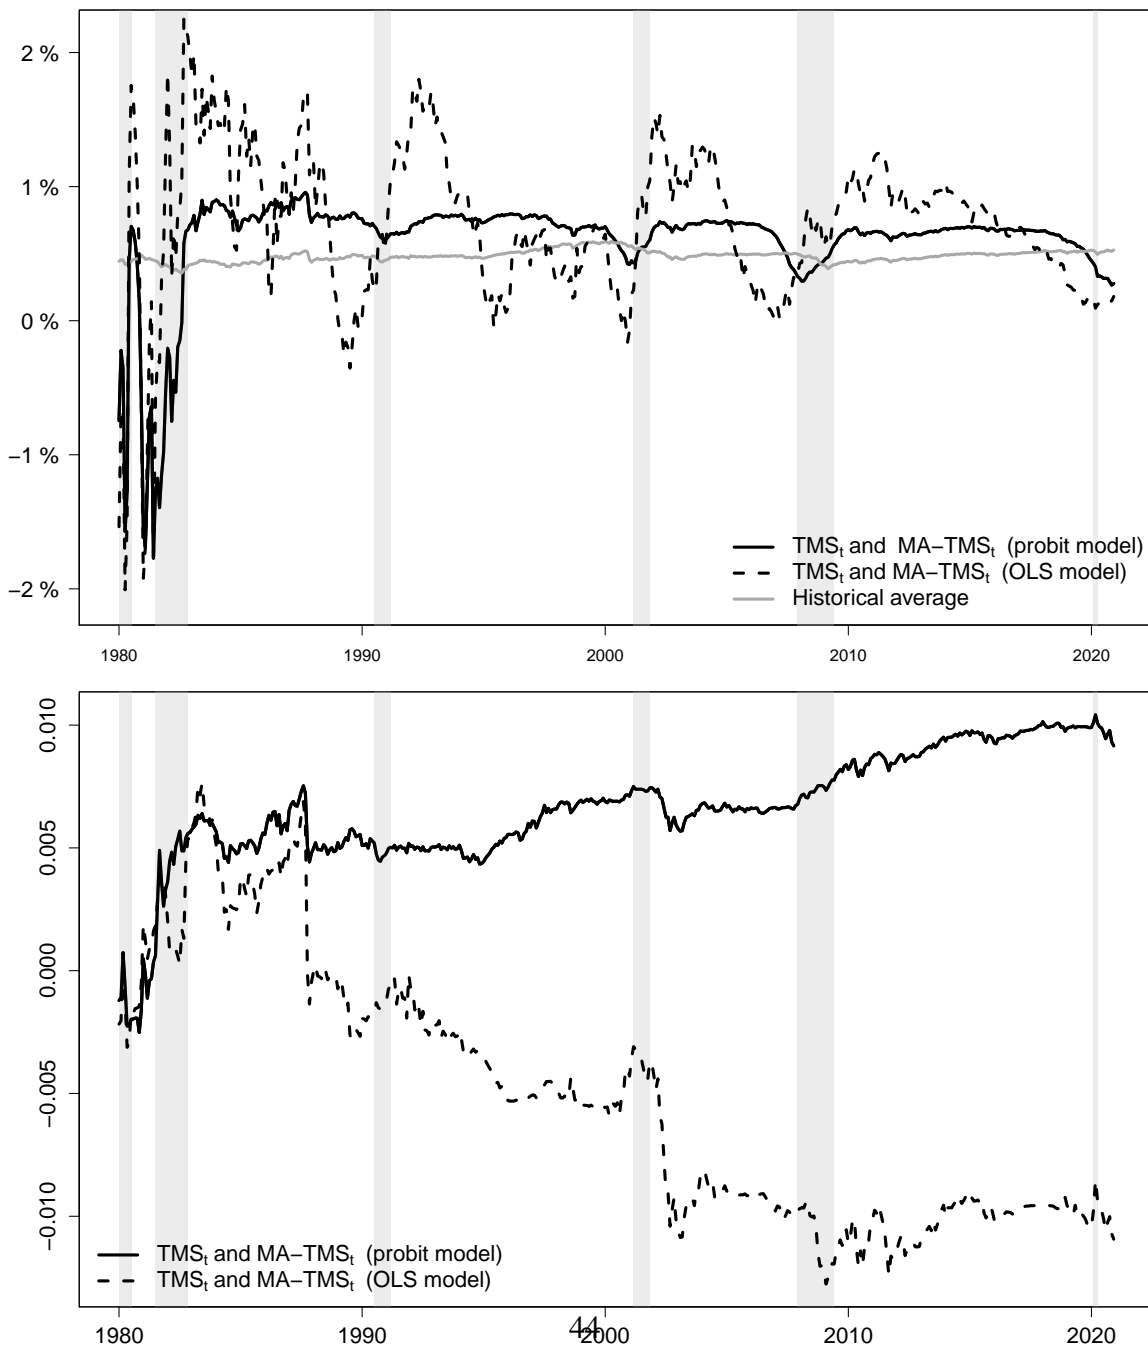 2 %
1 %
0 %
−1 %
−2 %
TMSt and MA−TMSt (probit model)
TMSt and MA−TMSt (OLS model)
Historical average
1980 1990 2000 2010 2020
0.010
0.005
0.000
−0.005
−0.010
TMSt and MA−TMSt (probit model)
TMSt and MA−TMSt (OLS model)
1980 1990 2000 2010 2020
44